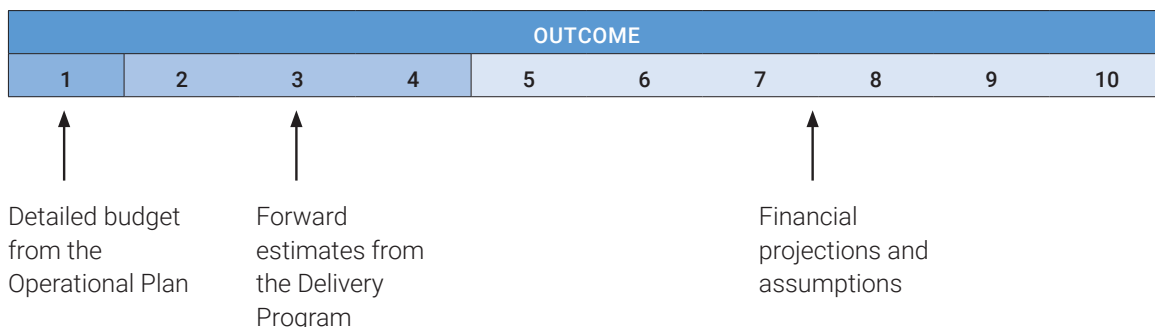 OUTCOME
1 2 3 4 5 6 7 8 9 10
Detailed budget
from the
Operational Plan
Forward
estimates from
the Delivery
Program
Financial
projections and
assumptions